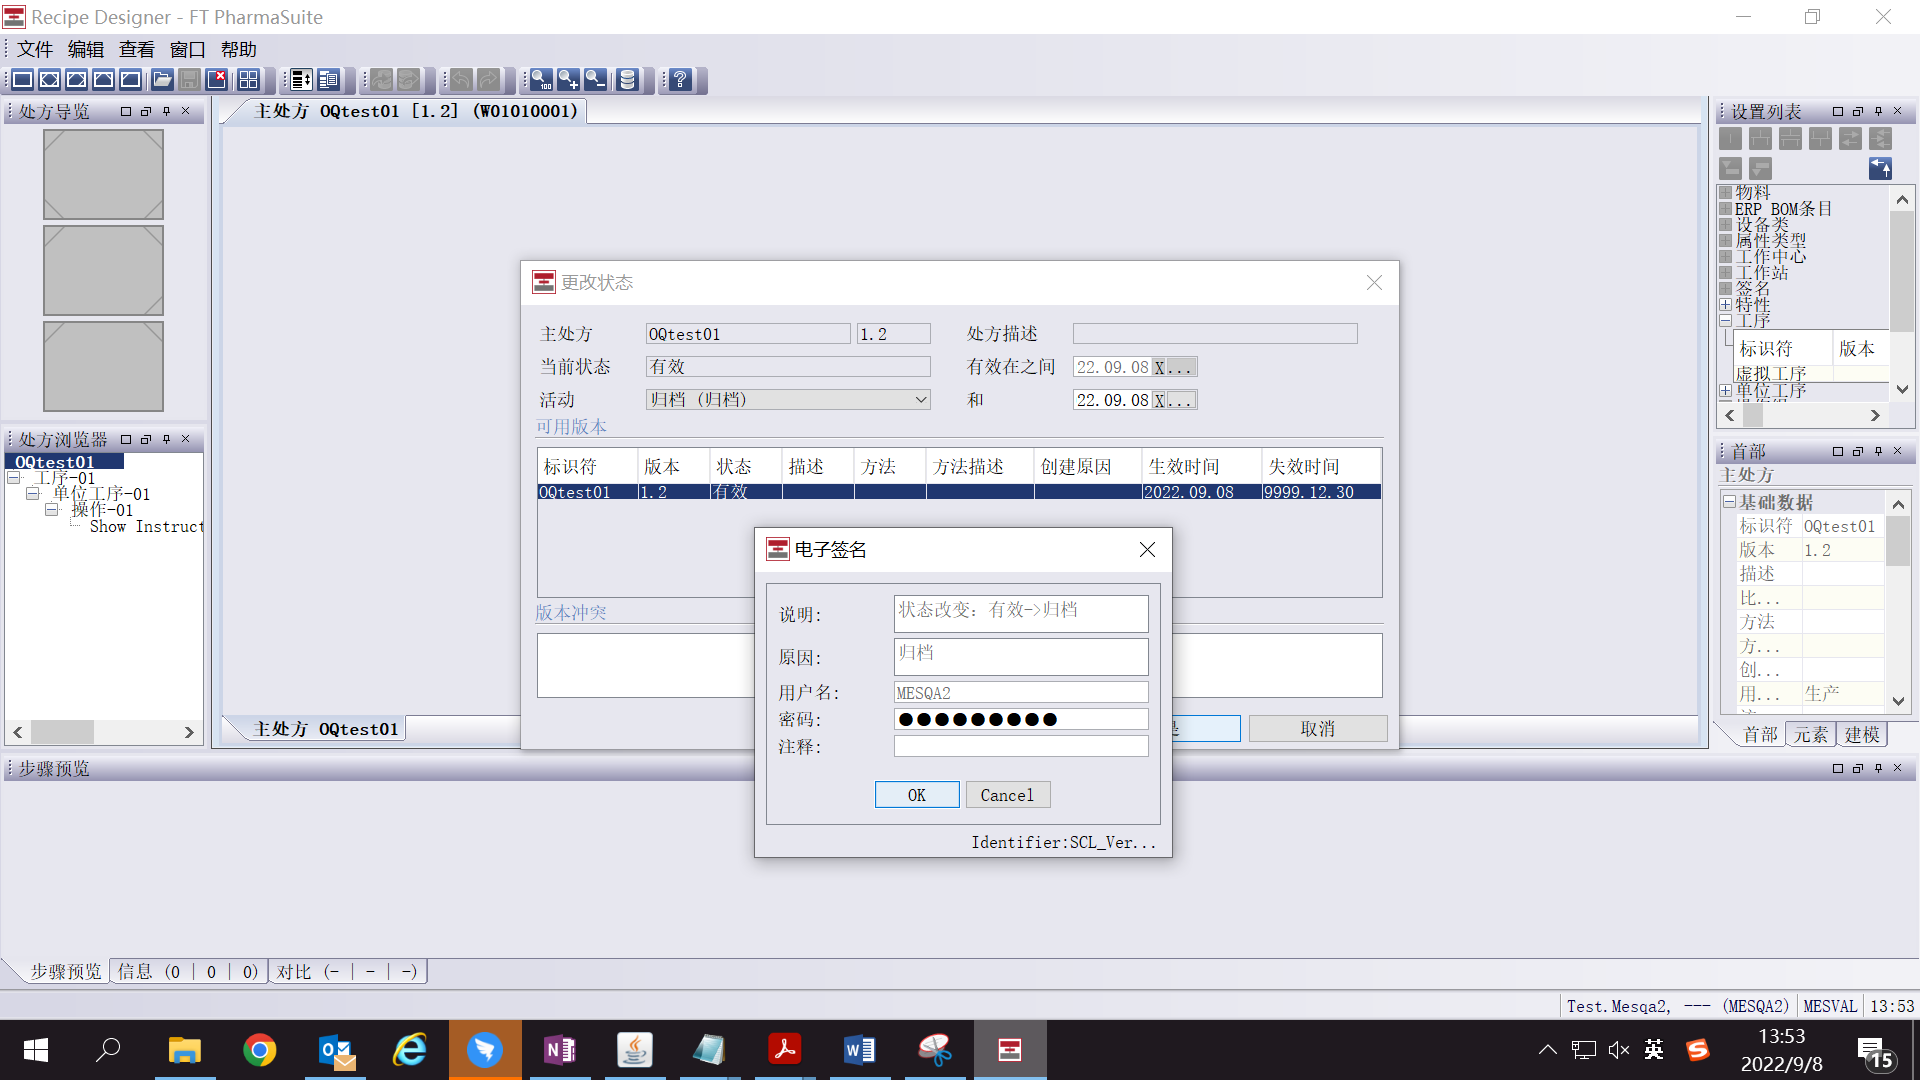 Recipe Designer - FT PharmaSuite
文件 编辑 查看 窗口 帮助
处方导览
主处方 OQtest01 [1.2] (W01010001)
设置列表
物料
ERP BOM条目
设备类
属性类型
工作中心
工作站
签名
特性
工序
标识符 版本
虚拟工序
单位工序
更改状态
主处方 OQtest01 1.2 处方描述
当前状态 有效 有效在之间 22.09.08 X ...
活动 归档 (归档) 和 22.09.08 X ...
可用版本
标识符 版本 状态 描述 方法 方法描述 创建原因 生效时间 失效时间
OQtest01 1.2 有效 2022.09.08 9999.12.30
版本冲突
取消
电子签名
说明: 状态改变: 有效->归档
原因: 归档
用户名: MESQA2
密码: ●●●●●●●●●
注释:
OK Cancel
Identifier:SCL_Ver...
处方浏览器
OQtest01
工序-01
单位工序-01
操作-01
Show Instruct
首部
主处方
基础数据
标识符 OQtest01
版本 1.2
描述
比...
方法
方...
创...
用... 生产
首部 元素 建模
主处方 OQtest01
步骤预览
步骤预览 信息 (0 | 0 | 0) 对比 (- | - | -)
Test.Mesqa2, --- (MESQA2) MESVAL 13:53
英
13:53
2022/9/8
15